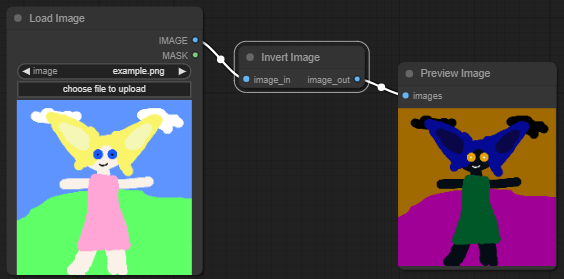 Load Image
IMAGE
MASK
image example.png
choose file to upload
Invert Image
image_in image_out
Preview Image
images